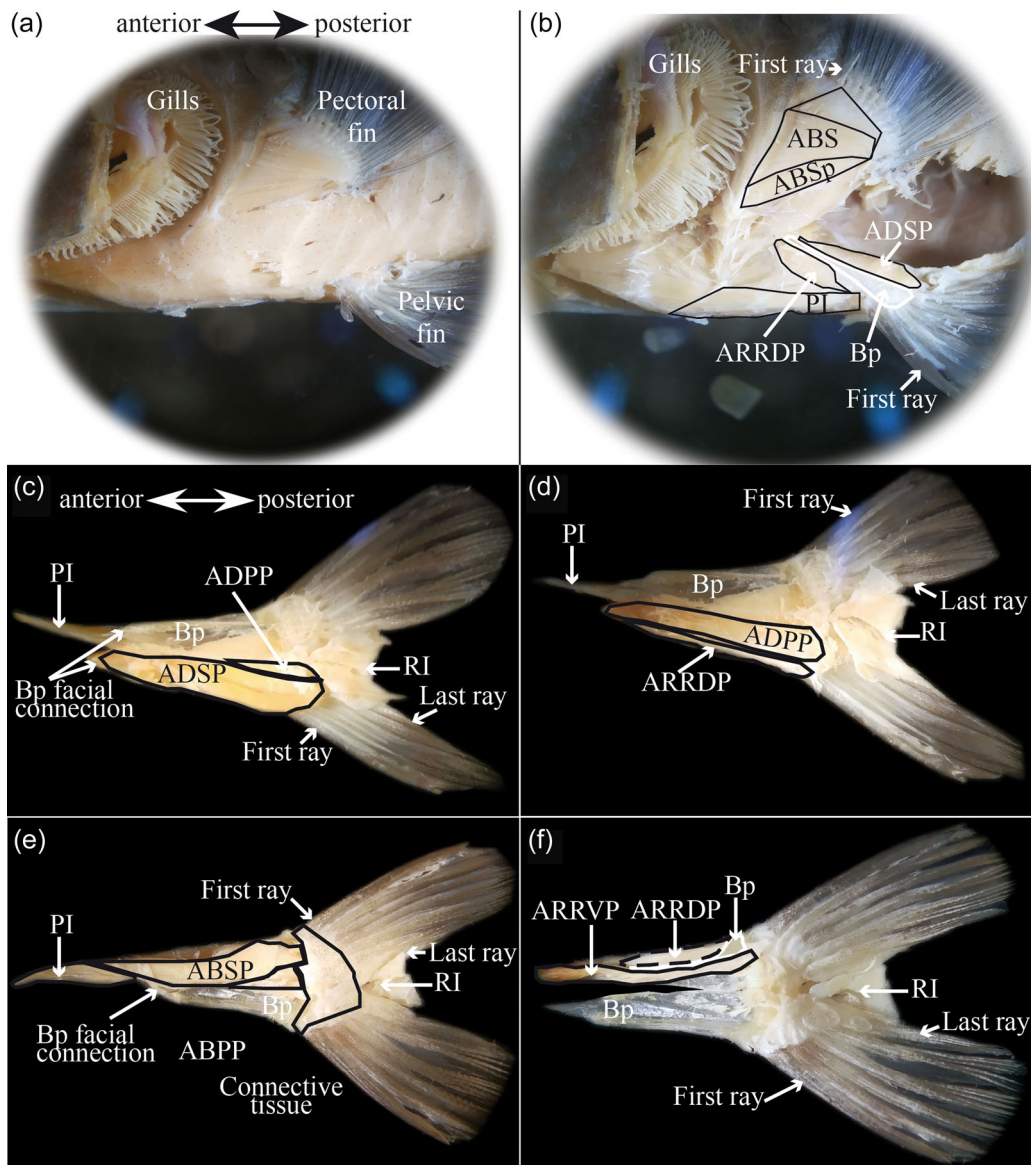 (a)
anterior posterior
Gills
Pectoral
fin
Pelvic
fin
(b)
Gills
First ray
ABS
ABSp
ADSP
PI
ARRDP
Bp
First ray
(c)
anterior posterior
PI
ADPP
Bp
ADSP
RI
Bp facial
connection
Last ray
First ray
(d)
First ray
PI
Bp
Last ray
ADPP
RI
ARRDP
(e)
First ray
PI
ABSP
Last ray
RI
Bp
Bp facial
connection
ABPP
Connective
tissue
(f)
Bp
ARRDP
ARRVP
RI
Bp
Last ray
First ray